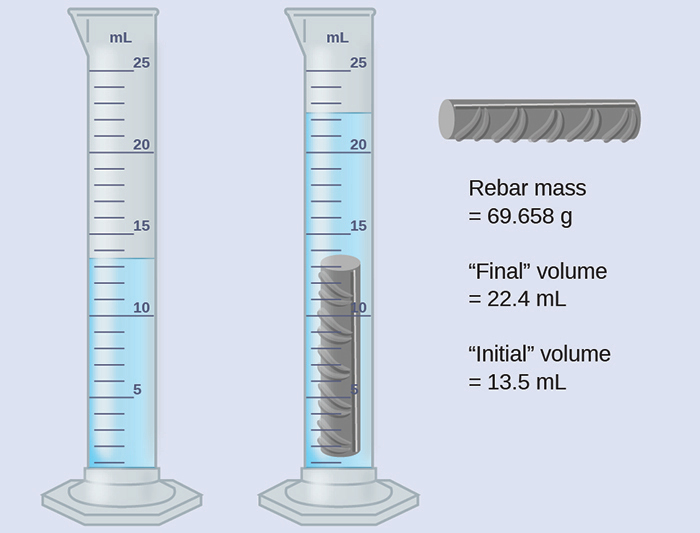 mL
25
20
15
10
5
mL
25
20
15
10
5
Rebar mass
= 69.658 g
“Final” volume
= 22.4 mL
“Initial” volume
= 13.5 mL